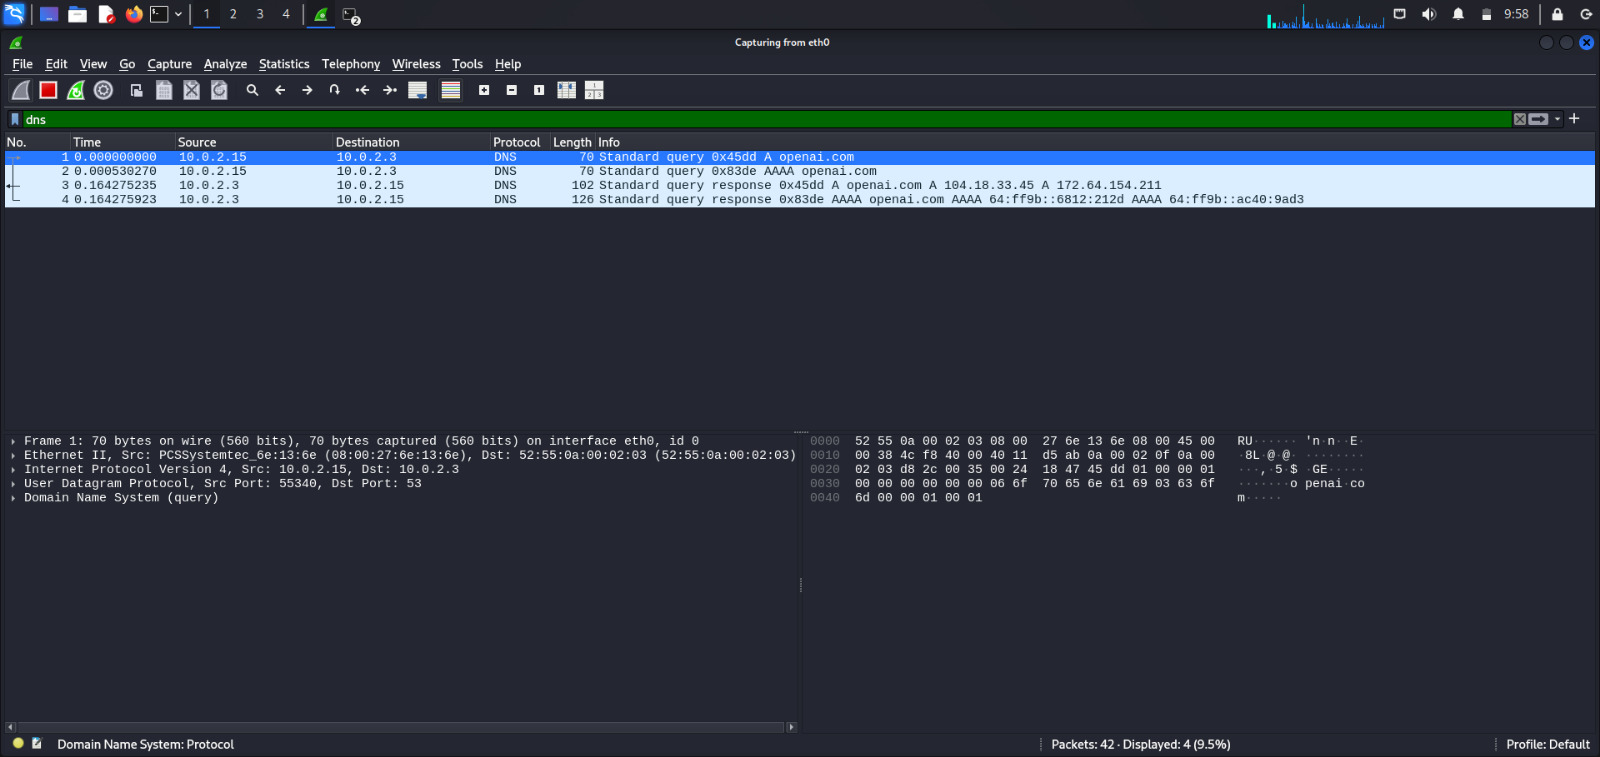 1 2 3 4 2 9:58
Capturing from eth0
File Edit View Go Capture Analyze Statistics Telephony Wireless Tools Help
dns
No. Time Source Destination Protocol Length Info
1 0.000000000 10.0.2.15 10.0.2.3 DNS 70 Standard query 0x45dd A openai.com
2 0.000530270 10.0.2.15 10.0.2.3 DNS 70 Standard query 0x83de AAAA openai.com
3 0.164275235 10.0.2.3 10.0.2.15 DNS 102 Standard query response 0x45dd A openai.com A 104.18.33.45 A 172.64.154.211
4 0.164275923 10.0.2.3 10.0.2.15 DNS 126 Standard query response 0x83de AAAA openai.com AAAA 64:ff9b::6812:212d AAAA 64:ff9b::ac40:9ad3
Frame 1: 70 bytes on wire (560 bits), 70 bytes captured (560 bits) on interface eth0, id 0
Ethernet II, Src: PCSSystemtec_6e:13:6e (08:00:27:6e:13:6e), Dst: 52:55:0a:00:02:03 (52:55:0a:00:02:03)
Internet Protocol Version 4, Src: 10.0.2.15, Dst: 10.0.2.3
User Datagram Protocol, Src Port: 55340, Dst Port: 53
Domain Name System (query)
0000 52 55 0a 00 02 03 08 00 27 6e 13 6e 08 00 45 00 RU······ 'n·n··E·
0010 00 38 4c f8 40 00 40 11 d5 ab 0a 00 02 0f 0a 00 ·8L·@·@· ········
0020 02 03 d8 2c 00 35 00 24 18 47 45 dd 01 00 00 01 ···,·5·$ ·GE·····
0030 00 00 00 00 00 00 06 6f 70 65 6e 61 69 03 63 6f ·······o penai·co
0040 6d 00 00 01 00 01 m·····
Domain Name System: Protocol Packets: 42 · Displayed: 4 (9.5%) Profile: Default